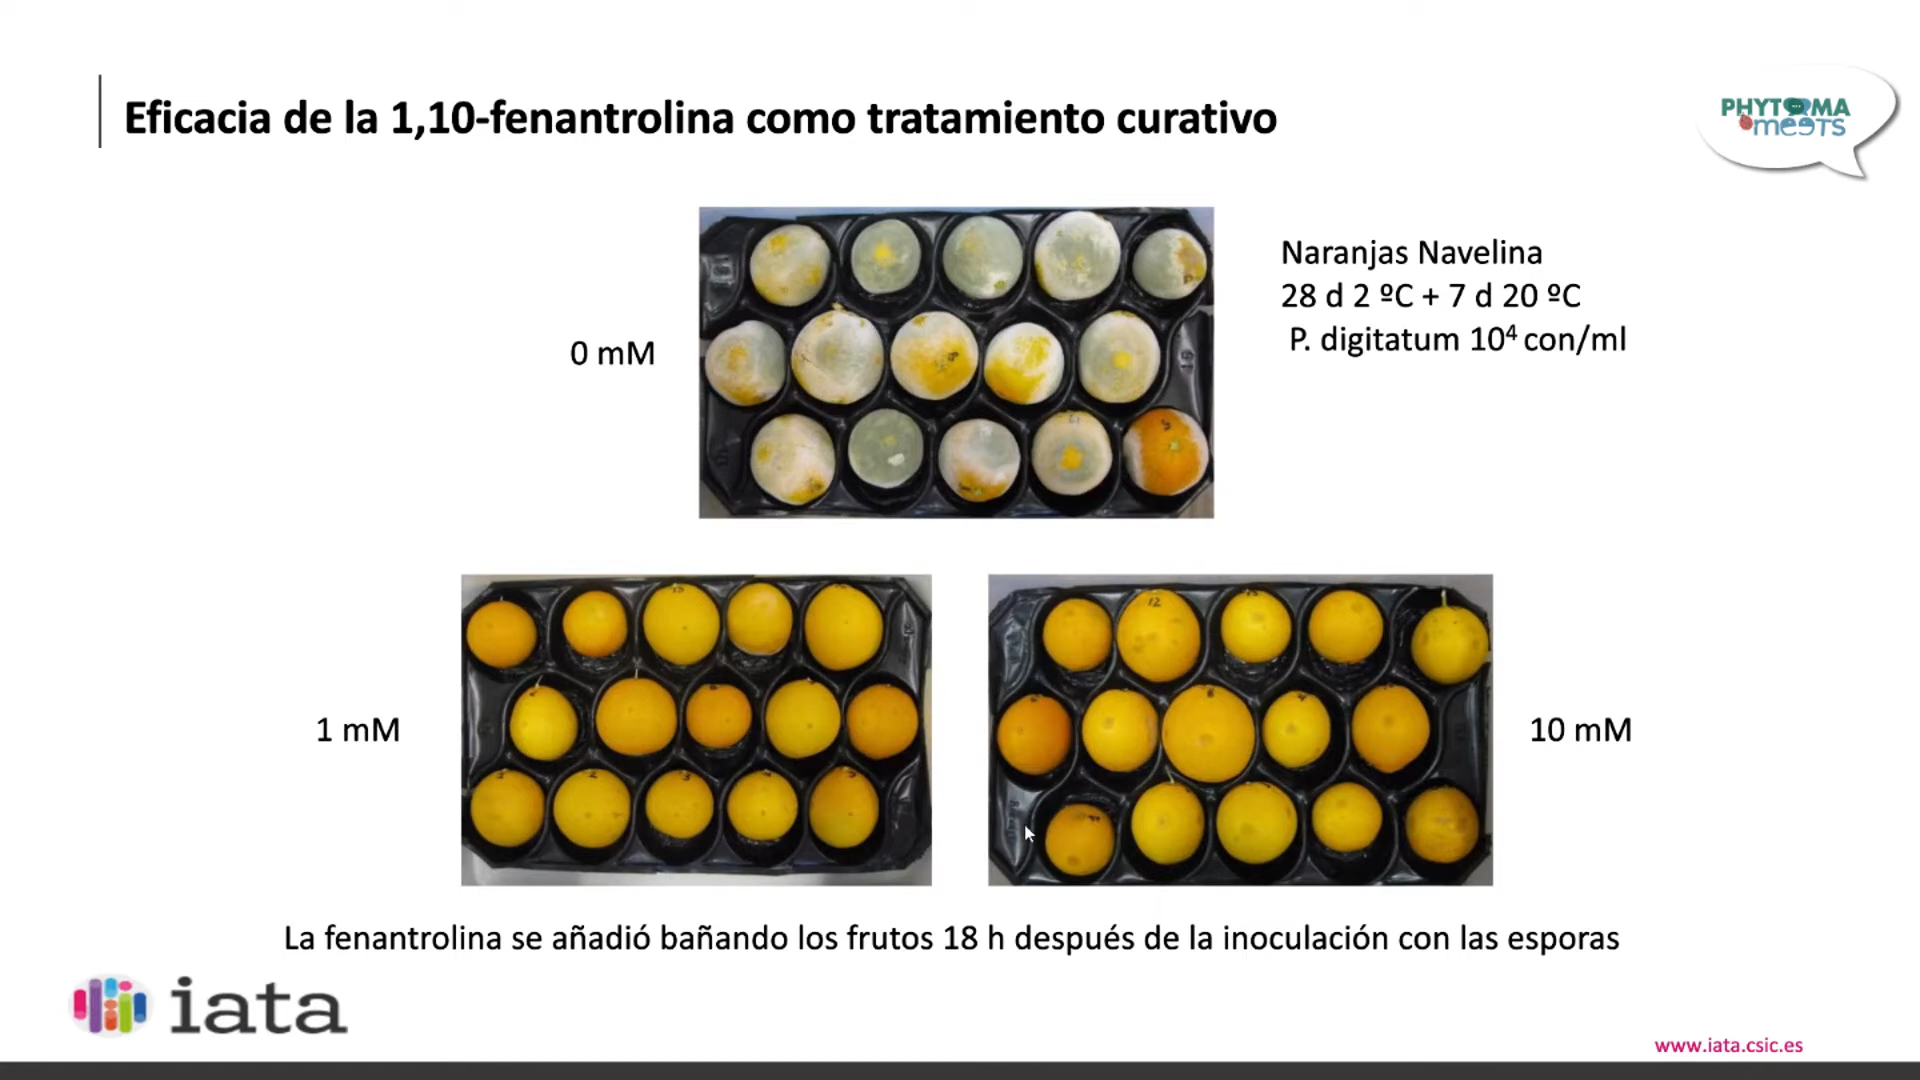 Eficacia de la 1,10-fenantrolina como tratamiento curativo
PHYTOMA
meeTS
Naranjas Navelina
28 d 2 ºC + 7 d 20 ºC
P. digitatum 10⁴ con/ml
0 mM
1 mM
10 mM
La fenantrolina se añadió bañando los frutos 18 h después de la inoculación con las esporas
iata
www.iata.csic.es